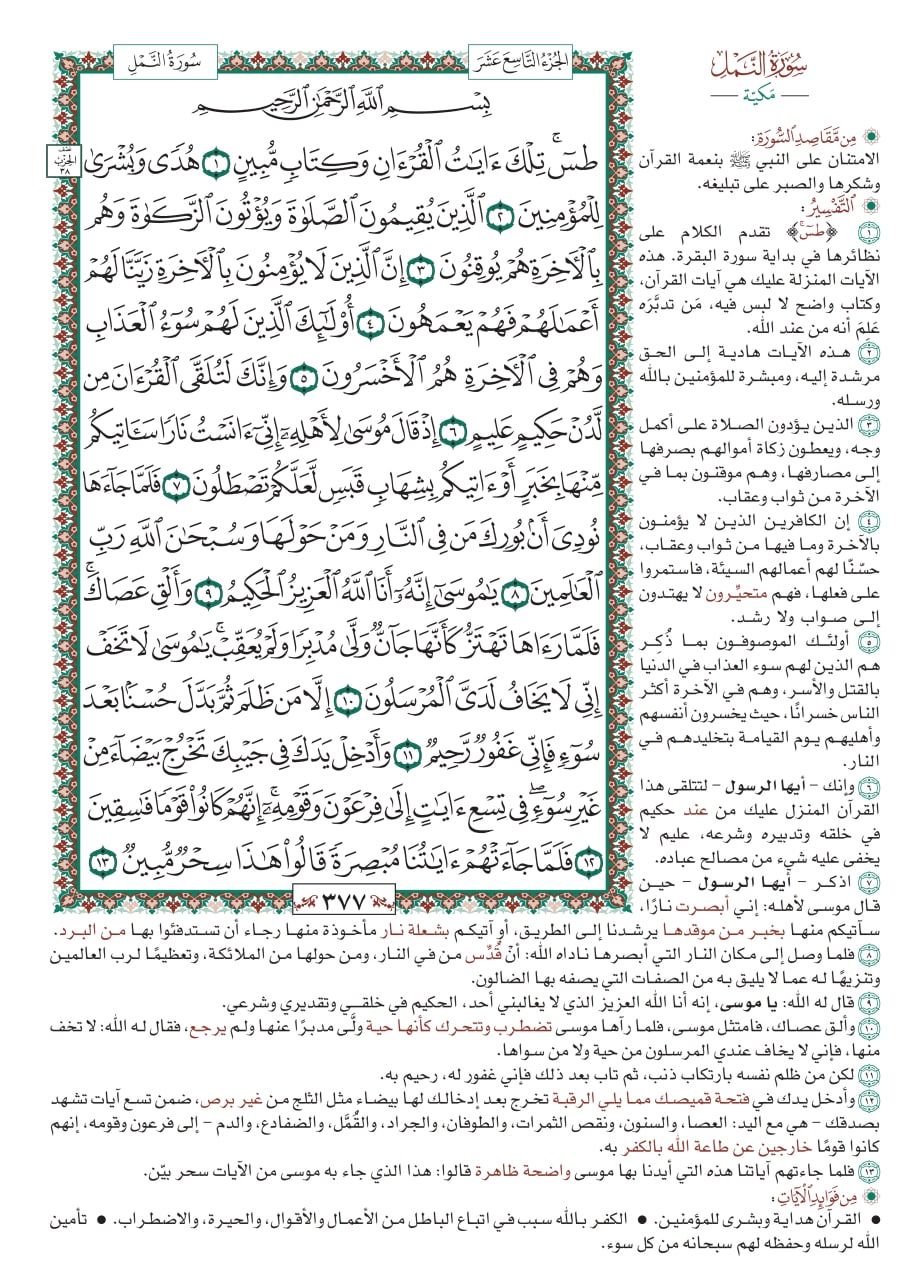 الجُزْءُ التَّاسِعَ عَشَرَ
سُورَةُ النَّمْلِ
بِسْمِ اللَّهِ الرَّحْمَٰنِ الرَّحِيمِ
طسٓۚ تِلْكَ ءَايَٰتُ ٱلْقُرْءَانِ وَكِتَابٖ مُّبِينٍ ١ هُدٗى وَبُشْرَىٰ
لِلْمُؤْمِنِينَ ٢ ٱلَّذِينَ يُقِيمُونَ ٱلصَّلَوٰةَ وَيُؤْتُونَ ٱلزَّكَوٰةَ وَهُم
بِٱلْأٓخِرَةِ هُمْ يُوقِنُونَ ٣ إِنَّ ٱلَّذِينَ لَا يُؤْمِنُونَ بِٱلْأٓخِرَةِ زَيَّنَّا لَهُمْ
أَعْمَٰلَهُمْ فَهُمْ يَعْمَهُونَ ٤ أُوْلَٰٓئِكَ ٱلَّذِينَ لَهُمْ سُوٓءُ ٱلْعَذَابِ
وَهُمْ فِي ٱلْأٓخِرَةِ هُمُ ٱلْأَخْسَرُونَ ٥ وَإِنَّكَ لَتُلَقَّى ٱلْقُرْءَانَ مِن
لَّدُنْ حَكِيمٍ عَلِيمٍ ٦ إِذْ قَالَ مُوسَىٰ لِأَهْلِهِۦٓ إِنِّيٓ ءَانَسْتُ نَارٗا سَـَٔاتِيكُم
مِّنْهَا بِخَبَرٍ أَوْ ءَاتِيكُم بِشِهَابٖ قَبَسٖ لَّعَلَّكُمْ تَصْطَلُونَ ٧ فَلَمَّا جَآءَهَا
نُودِيَ أَنۢ بُورِكَ مَن فِي ٱلنَّارِ وَمَنْ حَوْلَهَا وَسُبْحَٰنَ ٱللَّهِ رَبِّ
ٱلْعَٰلَمِينَ ٨ يَٰمُوسَىٰٓ إِنَّهُۥٓ أَنَا ٱللَّهُ ٱلْعَزِيزُ ٱلْحَكِيمُ ٩ وَأَلْقِ عَصَاكَۚ
فَلَمَّا رَءَاهَا تَهْتَزُّ كَأَنَّهَا جَآنّٞ وَلَّىٰ مُدْبِرٗا وَلَمْ يُعَقِّبْۚ يَٰمُوسَىٰ لَا تَخَفْ
إِنِّي لَا يَخَافُ لَدَيَّ ٱلْمُرْسَلُونَ ١٠ إِلَّا مَن ظَلَمَ ثُمَّ بَدَّلَ حُسْنَۢا بَعْدَ
سُوٓءٖ فَإِنِّي غَفُورٞ رَّحِيمٞ ١١ وَأَدْخِلْ يَدَكَ فِي جَيْبِكَ تَخْرُجْ بَيْضَآءَ مِنْ
غَيْرِ سُوٓءٖۖ فِي تِسْعِ ءَايَٰتٍ إِلَىٰ فِرْعَوْنَ وَقَوْمِهِۦٓۚ إِنَّهُمْ كَانُواْ قَوْمٗا فَٰسِقِينَ
١٢ فَلَمَّا جَآءَتْهُمْ ءَايَٰتُنَا مُبْصِرَةٗ قَالُواْ هَٰذَا سِحْرٞ مُّبِينٞ ١٣
٣٧٧
نصف
الحزب
٣٨
سُورَةُ النَّمْلِ
مَكيّة
مِن مَّقَاصِدِ السُّورَةِ:
الامتنان على النبي ﷺ بنعمة القرآن
وشكرها والصبر على تبليغه.
التَّفْسِيرُ:
١ ﴿طسٓۚ﴾ تقدم الكلام على
نظائرها في بداية سورة البقرة. هذه
الآيات المنزلة عليك هي آيات القرآن،
وكتاب واضح لا لبس فيه، مَن تدبَّرَه
عَلِمَ أنه من عند الله.
٢ هذه الآيات هادية إلى الحق
مرشدة إليه، ومبشرة للمؤمنين بالله
ورسله.
٣ الذين يؤدون الصلاة على أكمل
وجه، ويعطون زكاة أموالهم بصرفها
إلى مصارفها، وهم موقنون بما في
الآخرة من ثواب وعقاب.
٤ إن الكافرين الذين لا يؤمنون
بالآخرة وما فيها من ثواب وعقاب،
حسّنّا لهم أعمالهم السيئة، فاستمروا
على فعلها، فهم متحيِّرون لا يهتدون
إلى صواب ولا رشد.
٥ أولئك الموصوفون بما ذُكِر
هم الذين لهم سوء العذاب في الدنيا
بالقتل والأسر، وهم في الآخرة أكثر
الناس خسرانًا، حيث يخسرون أنفسهم
وأهليهم يوم القيامة بتخليدهم في
النار.
٦ وإنك – أيها الرسول – لتتلقى هذا
القرآن المنزل عليك من عند حكيم
في خلقه وتدبيره وشرعه، عليم لا
يخفى عليه شيء من مصالح عباده.
٧ اذكر – أيها الرسول – حين
قال موسى لأهله: إني أبصرت نارًا،
سآتيكم منها بخبر من موقدها يرشدنا إلى الطريق، أو آتيكم بشعلة نار مأخوذة منها رجاء أن تستدفئوا بها من البرد.
٨ فلما وصل إلى مكان النار التي أبصرها ناداه الله: أنْ قُدِّس من في النار، ومن حولها من الملائكة، وتعظيمًا لرب العالمين
وتنزيهًا له عما لا يليق به من الصفات التي يصفه بها الضالون.
٩ قال له الله: يا موسى، إنه أنا الله العزيز الذي لا يغالبني أحد، الحكيم في خلقي وتقديري وشرعي.
١٠ وألق عصاك، فامتثل موسى، فلما رآها موسى تضطرب وتتحرك كأنها حية ولَّى مدبرًا عنها ولم يرجع، فقال له الله: لا تخف
منها، فإني لا يخاف عندي المرسلون من حية ولا من سواها.
١١ لكن من ظلم نفسه بارتكاب ذنب، ثم تاب بعد ذلك فإني غفور له، رحيم به.
١٢ وأدخل يدك في فتحة قميصك مما يلي الرقبة تخرج بعد إدخالك لها بيضاء مثل الثلج من غير برص، ضمن تسع آيات تشهد
بصدقك – هي مع اليد: العصا، والسنون، ونقص الثمرات، والطوفان، والجراد، والقُمَّل، والضفادع، والدم – إلى فرعون وقومه، إنهم
كانوا قومًا خارجين عن طاعة الله بالكفر به.
١٣ فلما جاءتهم آياتنا هذه التي أيدنا بها موسى واضحة ظاهرة قالوا: هذا الذي جاء به موسى من الآيات سحر بيّن.
مِن فَوَائِدِ الآيَاتِ:
• القرآن هداية وبشرى للمؤمنين. • الكفر بالله سبب في اتباع الباطل من الأعمال والأقوال، والحيرة، والاضطراب. • تأمين
الله لرسله وحفظه لهم سبحانه من كل سوء.